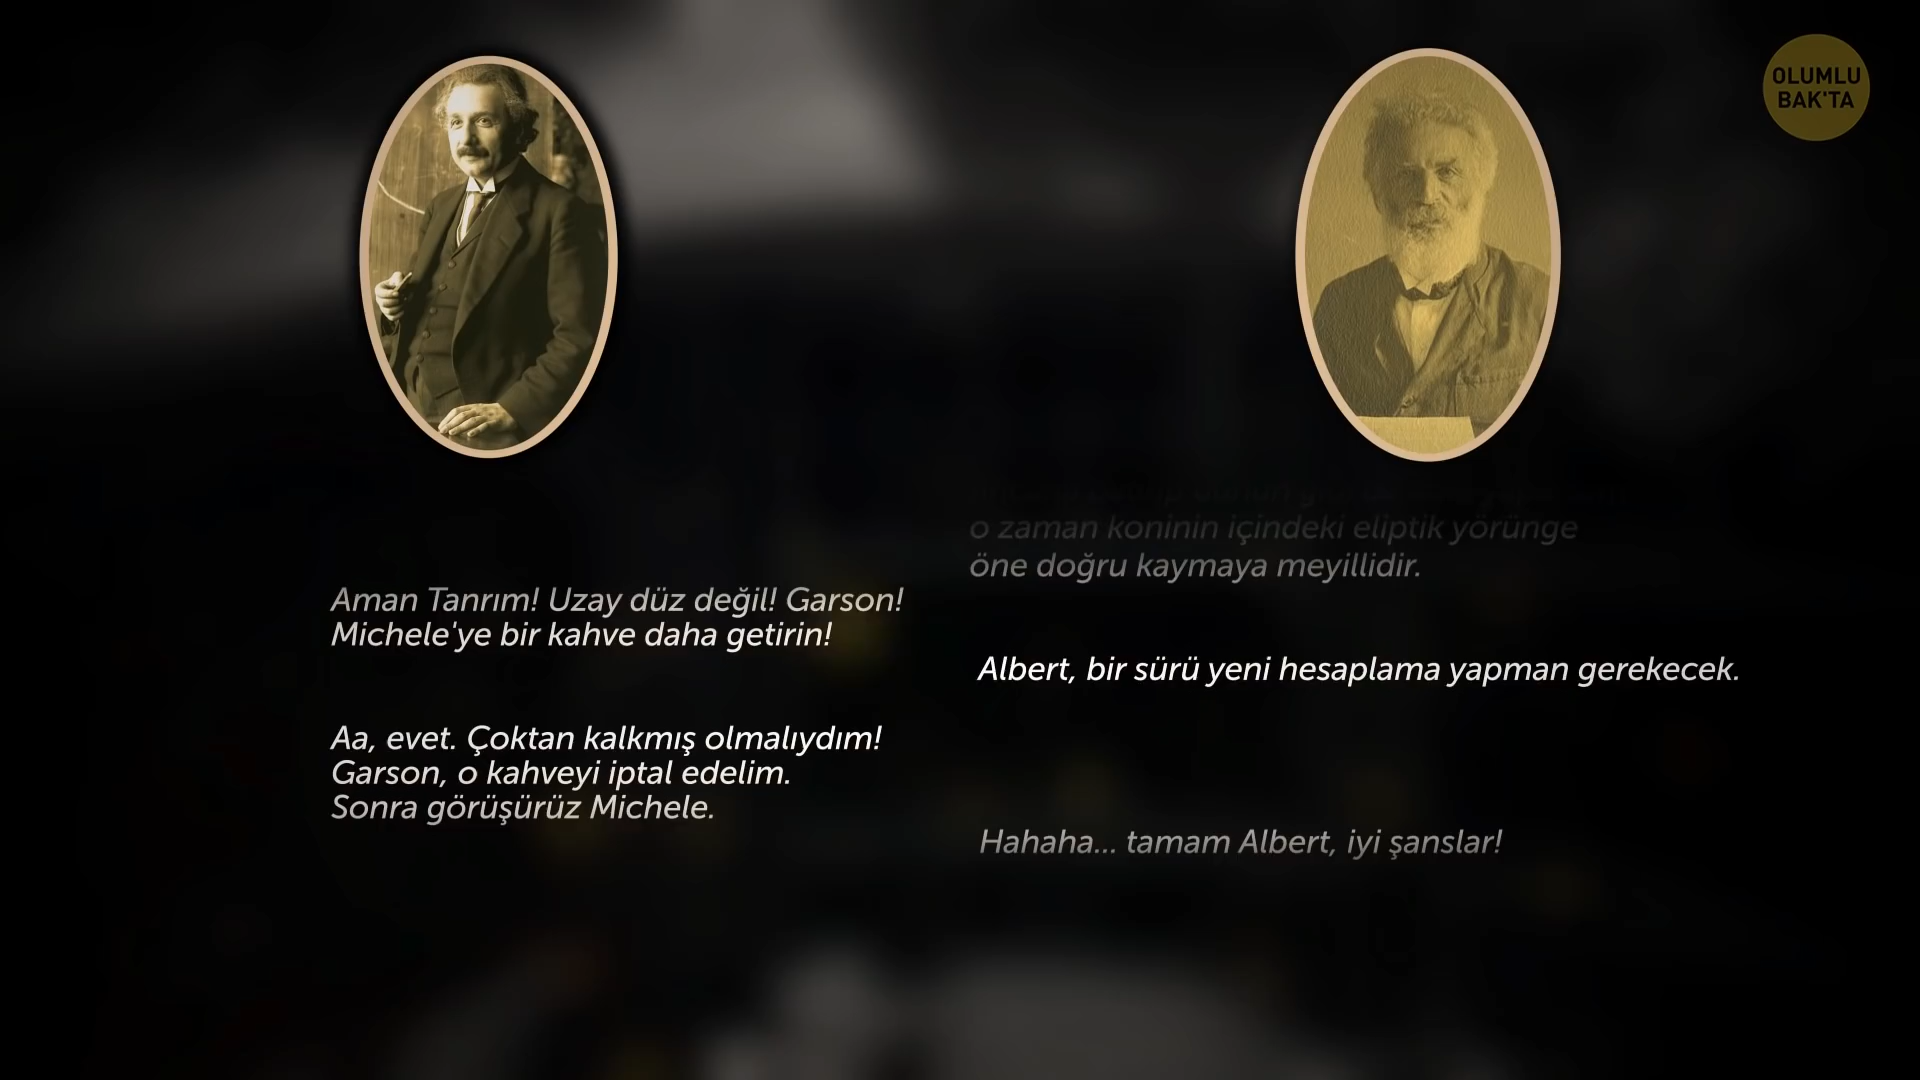 OLUMLU
BAK'TA
o zaman koninin içindeki eliptik yörünge
öne doğru kaymaya meyillidir.
Aman Tanrım! Uzay düz değil! Garson!
Michele'ye bir kahve daha getirin!
Albert, bir sürü yeni hesaplama yapman gerekecek.
Aa, evet. Çoktan kalkmış olmalıydım!
Garson, o kahveyi iptal edelim.
Sonra görüşürüz Michele.
Hahaha... tamam Albert, iyi şanslar!